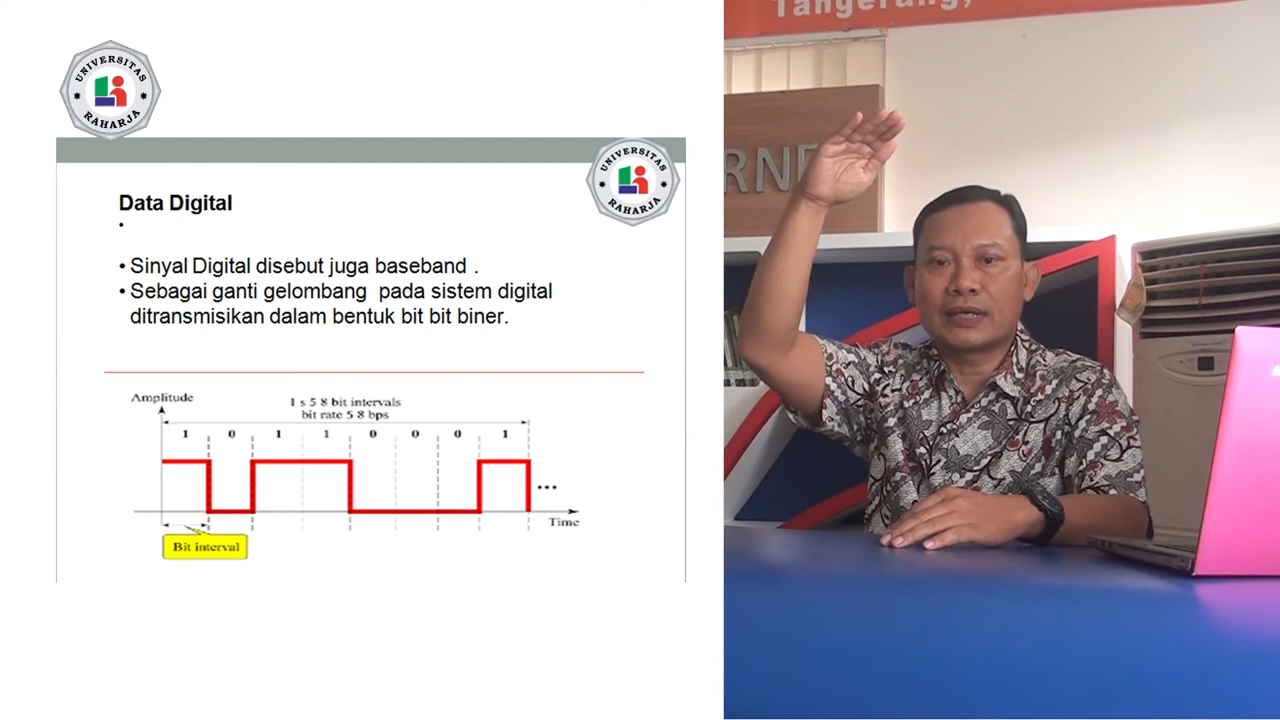 UNIVERSITAS
RAHARJA
UNIVERSITAS
RAHARJA
Data Digital
•
• Sinyal Digital disebut juga baseband .
• Sebagai ganti gelombang pada sistem digital
ditransmisikan dalam bentuk bit bit biner.
Amplitude
1 s 5 8 bit intervals
bit rate 5 8 bps
1 0 1 1 0 0 0 1
...
Time
Bit interval
Tangerang,
RNE